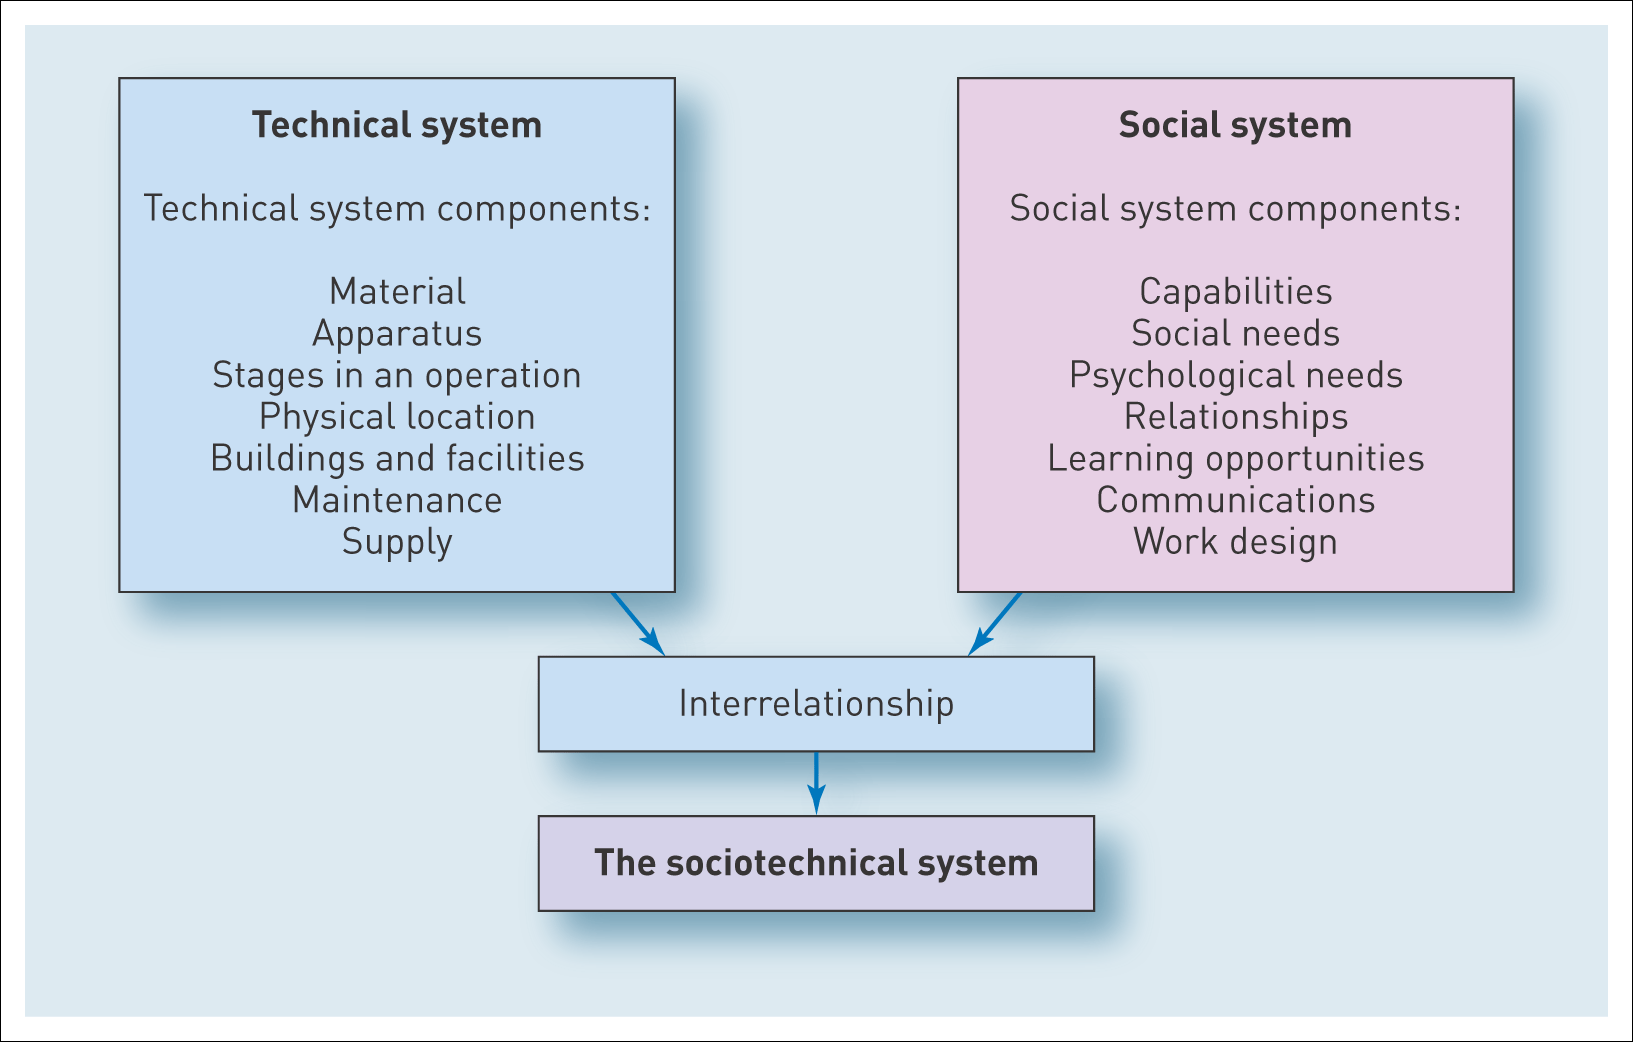 Technical system
Technical system components:
Material
Apparatus
Stages in an operation
Physical location
Buildings and facilities
Maintenance
Supply
Social system
Social system components:
Capabilities
Social needs
Psychological needs
Relationships
Learning opportunities
Communications
Work design
Interrelationship
The sociotechnical system